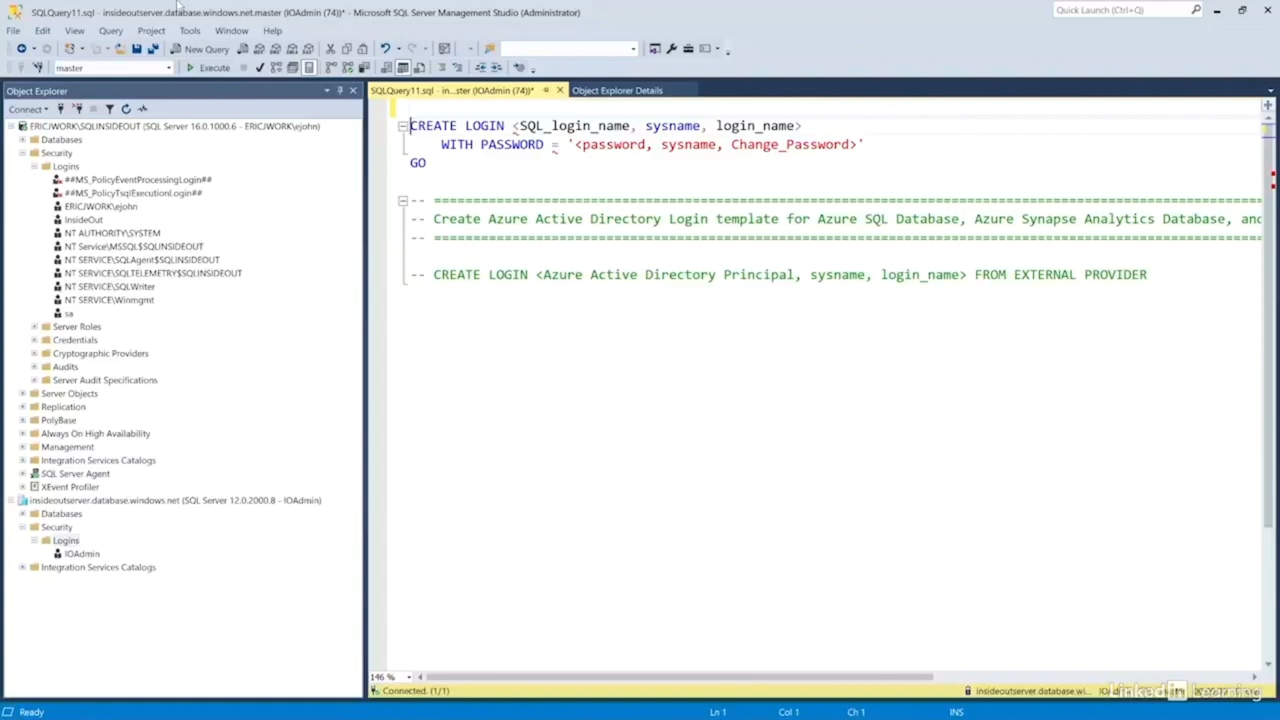 SQLQuery11.sql - insideoutserver.database.windows.net.master (IOAdmin (74))* - Microsoft SQL Server Management Studio (Administrator)
Quick Launch (Ctrl+Q)
File Edit View Query Project Tools Window Help
New Query
master
Execute
Object Explorer
SQLQuery11.sql - in...ster (IOAdmin (74))*
Object Explorer Details
Connect
ERICJWORK\SQLINSIDEOUT (SQL Server 16.0.1000.6 - ERICJWORK\ejohn)
Databases
Security
Logins
##MS_PolicyEventProcessingLogin##
##MS_PolicyTsqlExecutionLogin##
ERICJWORK\ejohn
InsideOut
NT AUTHORITY\SYSTEM
NT Service\MSSQL$SQLINSIDEOUT
NT SERVICE\SQLAgent$SQLINSIDEOUT
NT SERVICE\SQLTELEMETRY$SQLINSIDEOUT
NT SERVICE\SQLWriter
NT SERVICE\Winmgmt
sa
Server Roles
Credentials
Cryptographic Providers
Audits
Server Audit Specifications
Server Objects
Replication
PolyBase
Always On High Availability
Management
Integration Services Catalogs
SQL Server Agent
XEvent Profiler
insideoutserver.database.windows.net (SQL Server 12.0.2000.8 - IOAdmin)
Databases
Security
Logins
IOAdmin
Integration Services Catalogs
CREATE LOGIN <SQL_login_name, sysname, login_name>
WITH PASSWORD = '<password, sysname, Change_Password>'
GO
-- ==========================================================================================================
-- Create Azure Active Directory Login template for Azure SQL Database, Azure Synapse Analytics Database, and
-- ==========================================================================================================
-- CREATE LOGIN <Azure Active Directory Principal, sysname, login_name> FROM EXTERNAL PROVIDER
146 %
Connected. (1/1)
insideoutserver.database.wi...
LinkedIn Learning
Ready
Ln 1 Col 1 Ch 1 INS